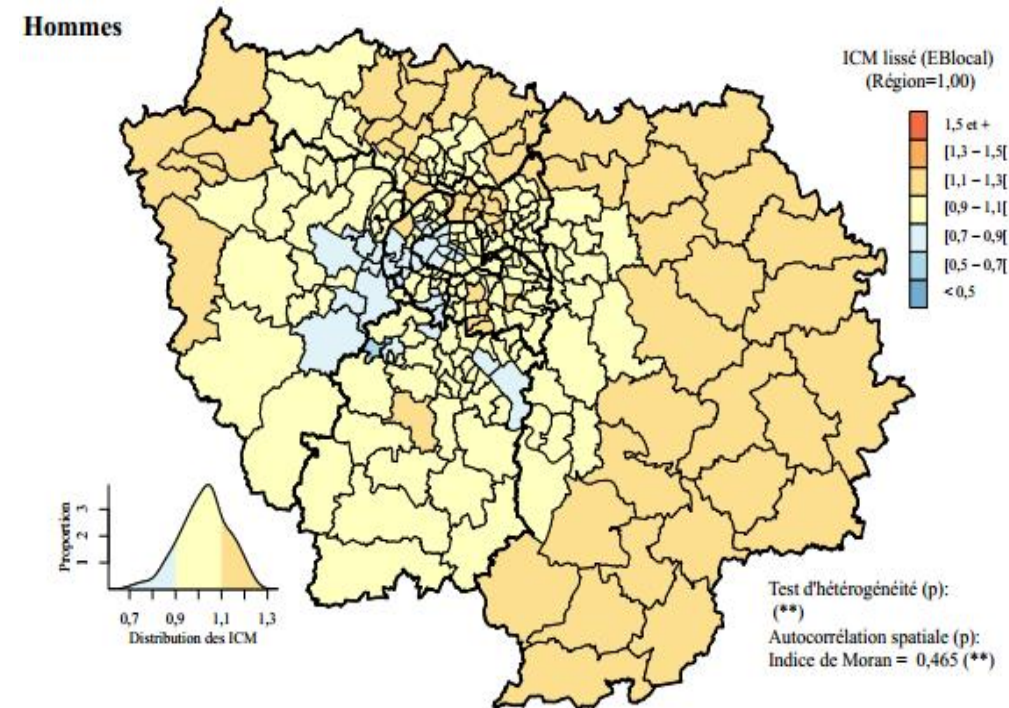 Hommes
ICM lissé (EBlocal)
(Région=1,00)
1,5 et +
[1,3 – 1,5[
[1,1 – 1,3[
[0,9 – 1,1[
[0,7 – 0,9[
[0,5 – 0,7[
< 0,5
Proportion
1 2 3
0,7 0,9 1,1 1,3
Distribution des ICM
Test d'hétérogénéité (p):
(**)
Autocorrélation spatiale (p):
Indice de Moran = 0,465 (**)